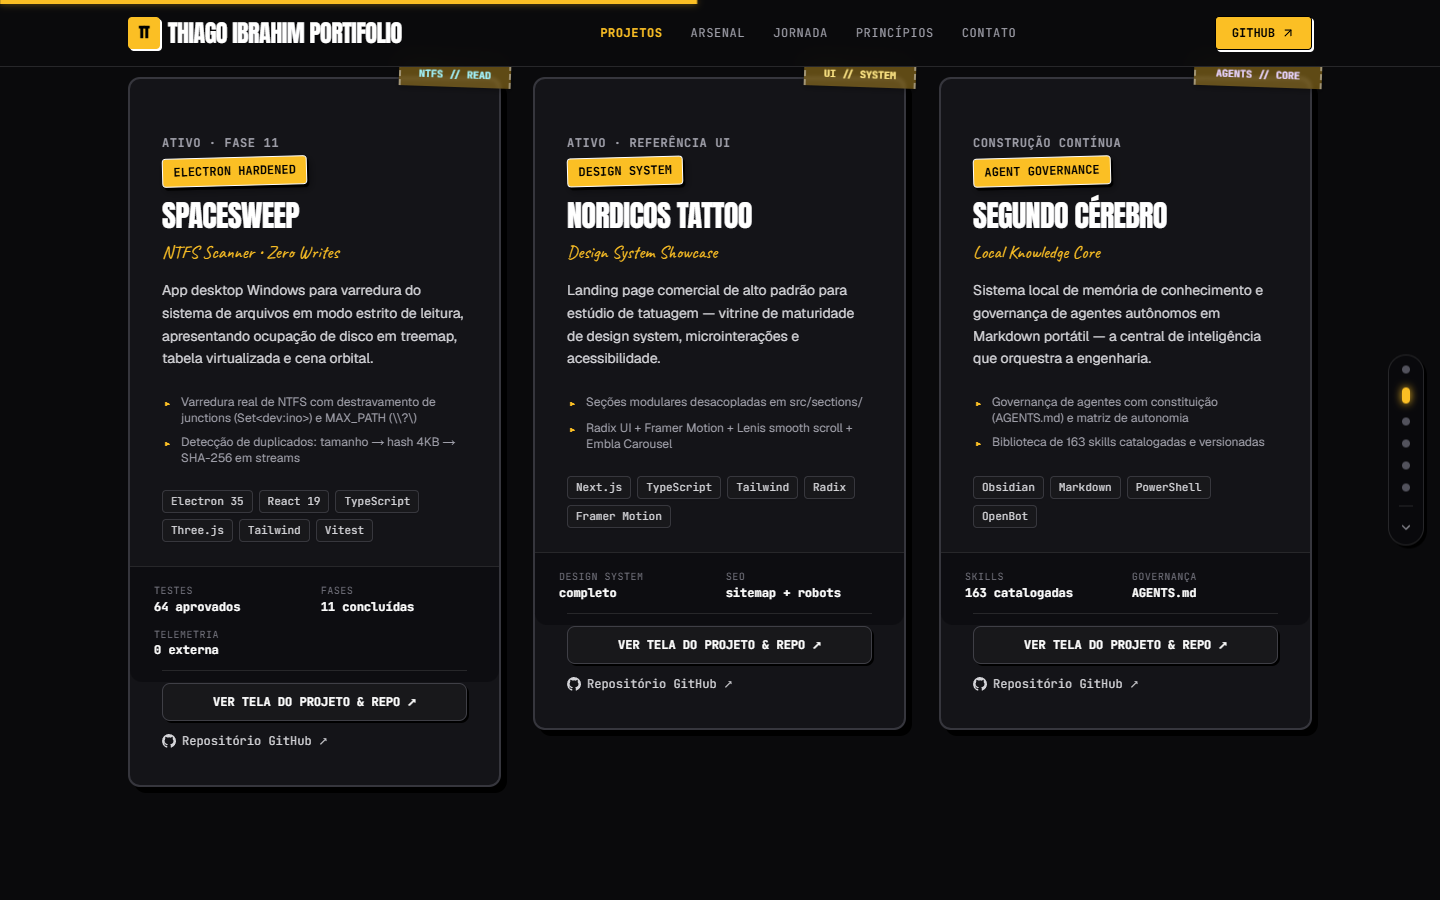 TI THIAGO IBRAHIM PORTIFOLIO
PROJETOS ARSENAL JORNADA PRINCÍPIOS CONTATO
GITHUB ↗
NTFS // READ
ATIVO · FASE 11
ELECTRON HARDENED
SPACESWEEP
NTFS Scanner · Zero Writes
App desktop Windows para varredura do
sistema de arquivos em modo estrito de leitura,
apresentando ocupação de disco em treemap,
tabela virtualizada e cena orbital.
► Varredura real de NTFS com destravamento de
junctions (Set<dev:ino>) e MAX_PATH (\\?\)
► Detecção de duplicados: tamanho → hash 4KB →
SHA-256 em streams
Electron 35 React 19 TypeScript
Three.js Tailwind Vitest
TESTES FASES
64 aprovados 11 concluídas
TELEMETRIA
0 externa
VER TELA DO PROJETO & REPO ↗
Repositório GitHub ↗
UI // SYSTEM
ATIVO · REFERÊNCIA UI
DESIGN SYSTEM
NORDICOS TATTOO
Design System Showcase
Landing page comercial de alto padrão para
estúdio de tatuagem — vitrine de maturidade
de design system, microinterações e
acessibilidade.
► Seções modulares desacopladas em src/sections/
► Radix UI + Framer Motion + Lenis smooth scroll +
Embla Carousel
Next.js TypeScript Tailwind Radix
Framer Motion
DESIGN SYSTEM SEO
completo sitemap + robots
VER TELA DO PROJETO & REPO ↗
Repositório GitHub ↗
AGENTS // CORE
CONSTRUÇÃO CONTÍNUA
AGENT GOVERNANCE
SEGUNDO CÉREBRO
Local Knowledge Core
Sistema local de memória de conhecimento e
governança de agentes autônomos em
Markdown portátil — a central de inteligência
que orquestra a engenharia.
► Governança de agentes com constituição
(AGENTS.md) e matriz de autonomia
► Biblioteca de 163 skills catalogadas e versionadas
Obsidian Markdown PowerShell
OpenBot
SKILLS GOVERNANÇA
163 catalogadas AGENTS.md
VER TELA DO PROJETO & REPO ↗
Repositório GitHub ↗